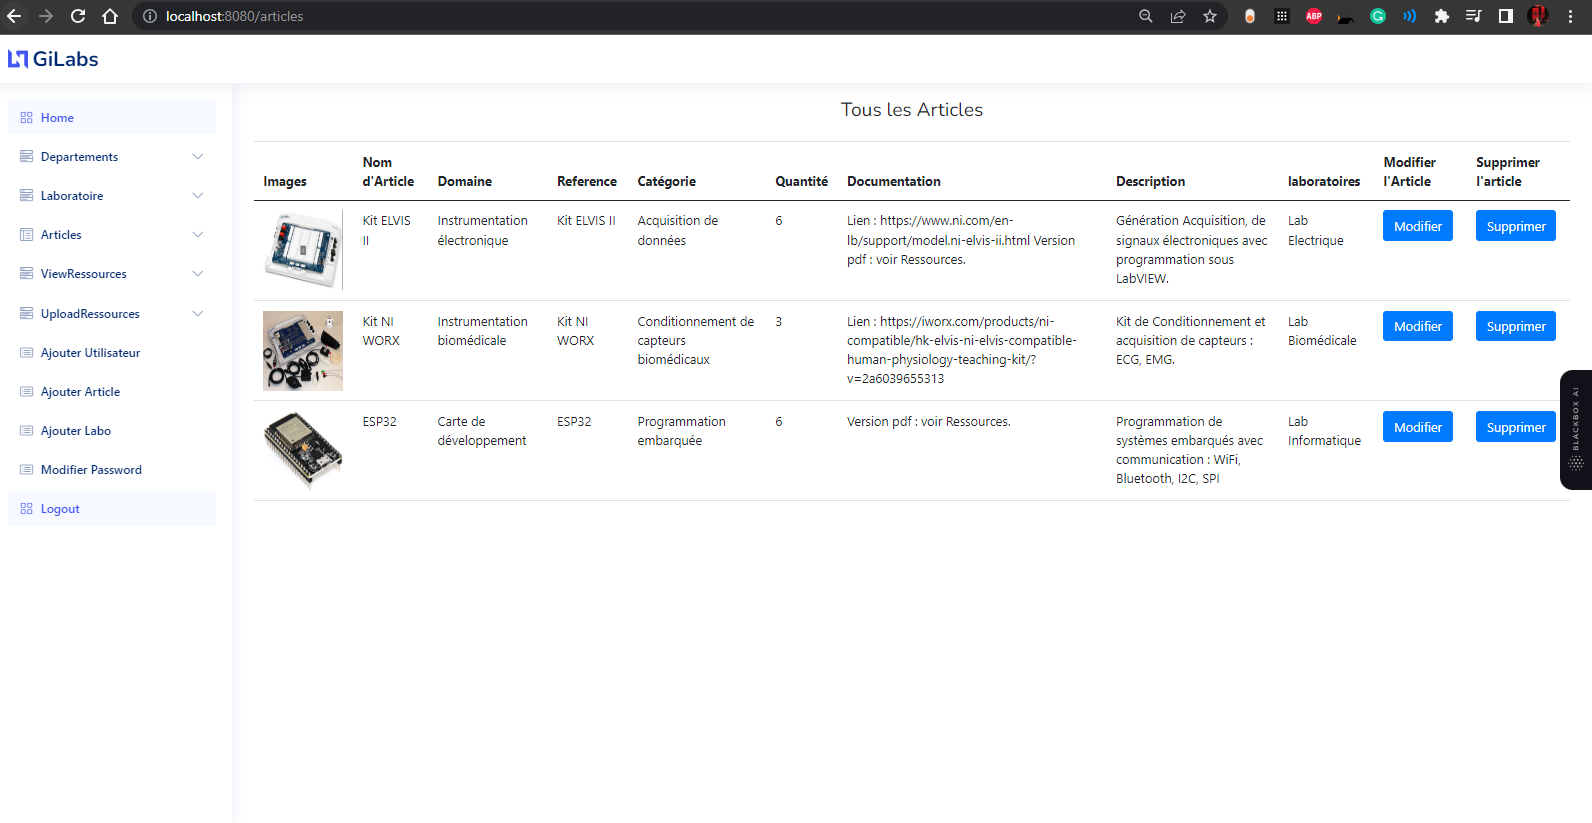 localhost:8080/articles
ABP
GiLabs
Home
Departements
Laboratoire
Articles
ViewRessources
UploadRessources
Ajouter Utilisateur
Ajouter Article
Ajouter Labo
Modifier Password
Logout
Tous les Articles
Images
Nom
d'Article
Domaine
Reference
Catégorie
Quantité
Documentation
Description
laboratoires
Modifier
l'Article
Supprimer
l'article
Kit ELVIS
II
Instrumentation
électronique
Kit ELVIS II
Acquisition de
données
6
Lien : https://www.ni.com/en-
lb/support/model.ni-elvis-ii.html Version
pdf : voir Ressources.
Génération Acquisition, de
signaux électroniques avec
programmation sous
LabVIEW.
Lab
Electrique
Modifier
Supprimer
Kit NI
WORX
Instrumentation
biomédicale
Kit NI
WORX
Conditionnement de
capteurs
biomédicaux
3
Lien : https://iworx.com/products/ni-
compatible/hk-elvis-ni-elvis-compatible-
human-physiology-teaching-kit/?
v=2a6039655313
Kit de Conditionnement et
acquisition de capteurs :
ECG, EMG.
Lab
Biomédicale
Modifier
Supprimer
ESP32
Carte de
développement
ESP32
Programmation
embarquée
6
Version pdf : voir Ressources.
Programmation de
systèmes embarqués avec
communication : WiFi,
Bluetooth, I2C, SPI
Lab
Informatique
Modifier
Supprimer
BLACKBOX AI